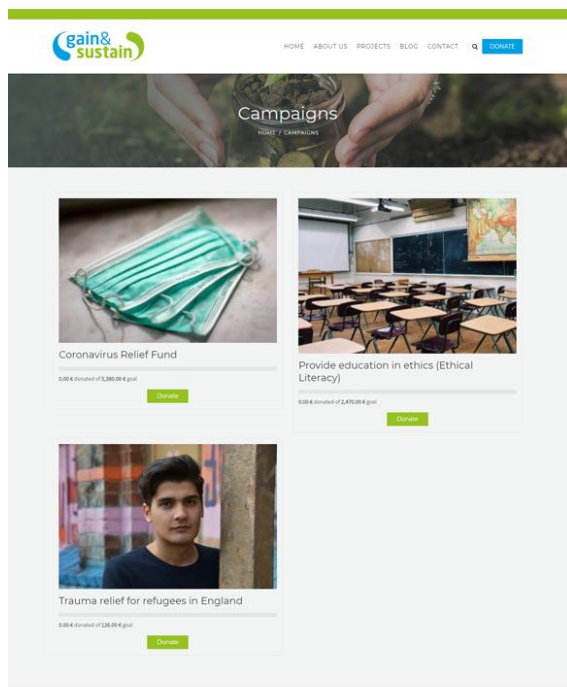 gain&
sustain
HOME ABOUT US PROJECTS BLOG CONTACT DONATE
Campaigns
HOME / CAMPAIGNS
Coronavirus Relief Fund
0.00 € donated of 5,380.00 € goal
Donate
Provide education in ethics (Ethical
Literacy)
0.00 € donated of 2,470.00 € goal
Donate
Trauma relief for refugees in England
0.00 € donated of 126.00 € goal
Donate